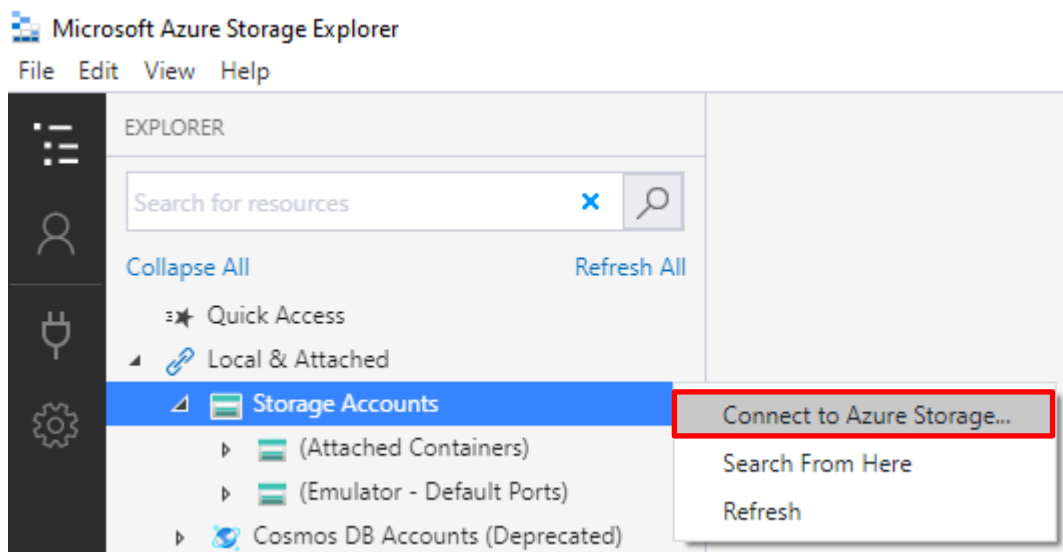 Microsoft Azure Storage Explorer
File Edit View Help
EXPLORER
Search for resources
Collapse All Refresh All
Quick Access
Local & Attached
Storage Accounts
Connect to Azure Storage...
(Attached Containers)
Search From Here
(Emulator - Default Ports)
Refresh
Cosmos DB Accounts (Deprecated)